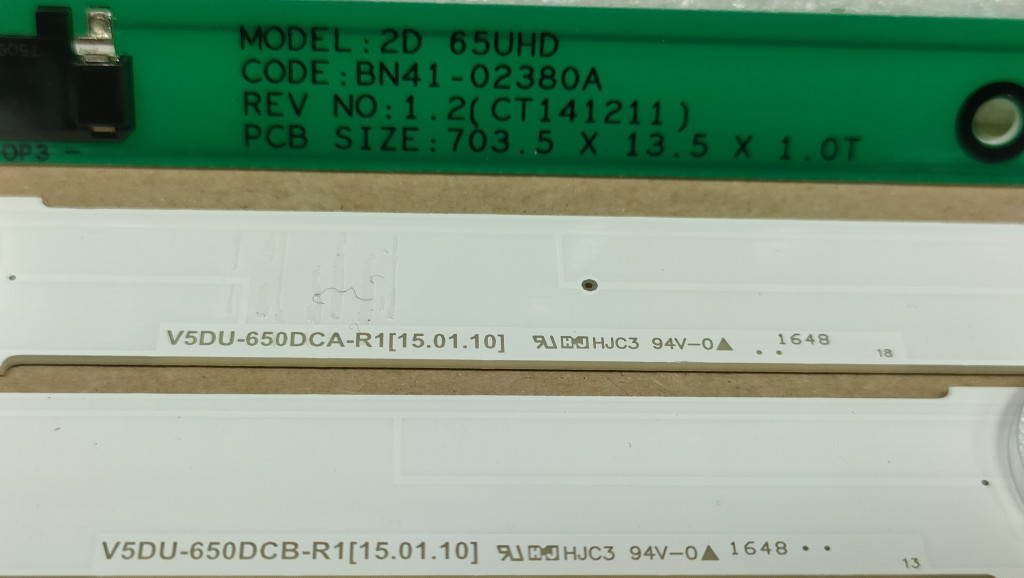 MODEL:2D 65UHD
CODE:BN41-02380A
REV NO:1.2(CT141211)
PCB SIZE:703.5 X 13.5 X 1.0T
OP3 -
V5DU-650DCA-R1[15.01.10] HJC3 94V-0▲ 1648
18
V5DU-650DCB-R1[15.01.10] HJC3 94V-0▲ 1648 • •
13